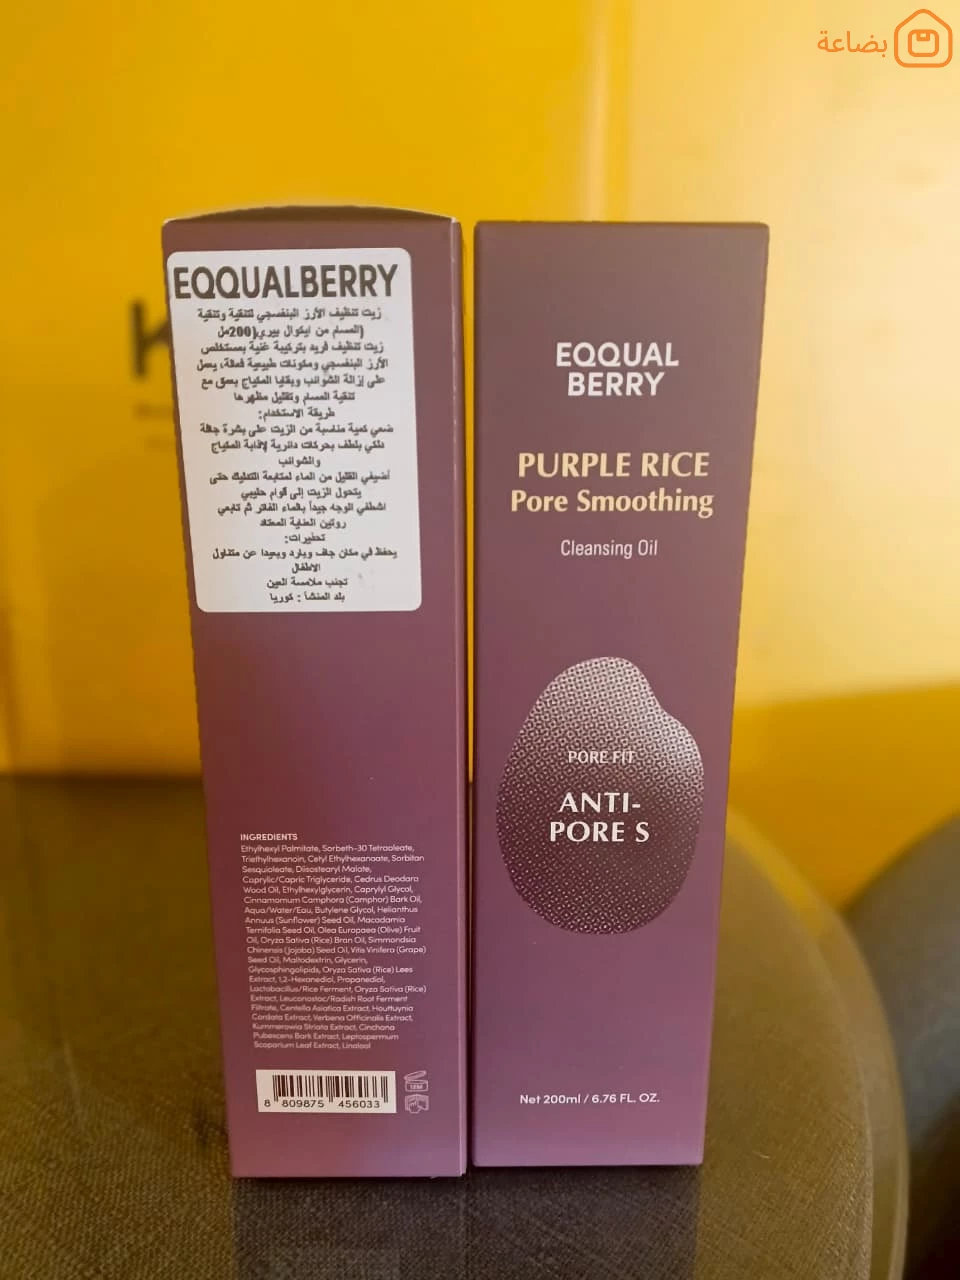 بضاعة
EQQUALBERRY
زيت تنظيف الأرز البنفسجي لتنقية وتنقية
المسام من ايكوال بيري(200مل)
زيت تنظيف فريد بتركيبة غنية بمستخلص
الأرز البنفسجي ومكونات طبيعية فعالة، يعمل
على إزالة الشوائب وبقايا المكياج بعمق مع
تنقية المسام وتقليل مظهرها
طريقة الاستخدام:
ضعي كمية مناسبة من الزيت على بشرة جافة
دلكي بلطف بحركات دائرية لإذابة المكياج
والشوائب
أضيفي القليل من الماء لمتابعة التدليك حتى
يتحول الزيت إلى قوام حليبي
اشطفي الوجه جيداً بالماء الفاتر ثم تابعي
روتين العناية المعتاد
تحذيرات:
يحفظ في مكان جاف وبارد وبعيدا عن متناول
الاطفال
تجنب ملامسة العين
بلد المنشأ : كوريا
INGREDIENTS
Ethylhexyl Palmitate, Sorbeth-30 Tetraoleate,
Triethylhexanoin, Cetyl Ethylhexanoate, Sorbitan
Sesquioleate, Diisostearyl Malate,
Caprylic/Capric Triglyceride, Cedrus Deodara
Wood Oil, Ethylhexylglycerin, Caprylyl Glycol,
Cinnamomum Camphora (Camphor) Bark Oil,
Aqua/Water/Eau, Butylene Glycol, Helianthus
Annuus (Sunflower) Seed Oil, Macadamia
Ternifolia Seed Oil, Olea Europaea (Olive) Fruit
Oil, Oryza Sativa (Rice) Bran Oil, Simmondsia
Chinensis (Jojoba) Seed Oil, Vitis Vinifera (Grape)
Seed Oil, Maltodextrin, Glycerin,
Glycosphingolipids, Oryza Sativa (Rice) Lees
Extract, 1,2-Hexanediol, Propanediol,
Lactobacillus/Rice Ferment, Oryza Sativa (Rice)
Extract, Leuconostoc/Radish Root Ferment
Filtrate, Centella Asiatica Extract, Houttuynia
Cordata Extract, Verbena Officinalis Extract,
Kummerowia Striata Extract, Cinchona
Pubescens Bark Extract, Leptospermum
Scoparium Leaf Extract, Linalool
8 809875 456033
18M
EQQUAL
BERRY
PURPLE RICE
Pore Smoothing
Cleansing Oil
PORE FIT
ANTI-
PORE S
Net 200ml / 6.76 FL. OZ.